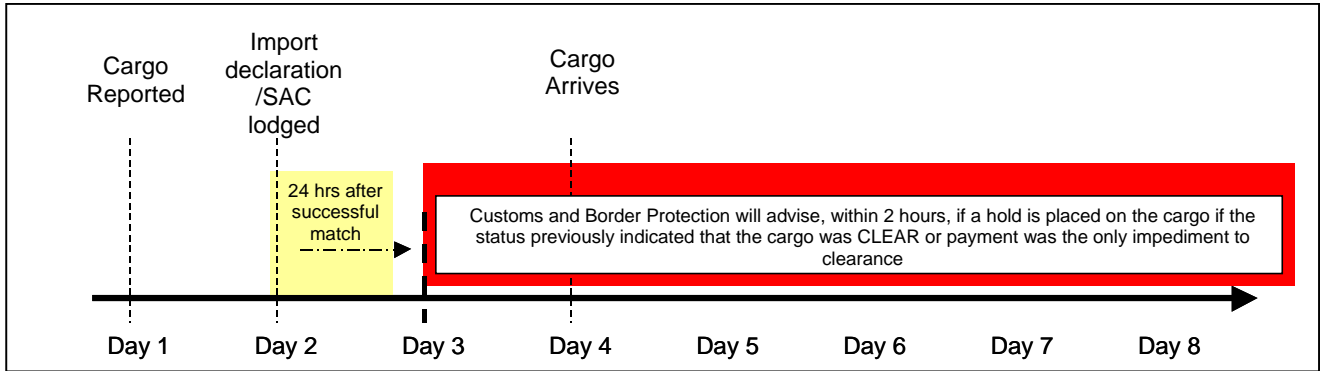 Cargo
Reported
Import
declaration
/SAC
lodged
Cargo
Arrives
24 hrs after
successful
match
Customs and Border Protection will advise, within 2 hours, if a hold is placed on the cargo if the
status previously indicated that the cargo was CLEAR or payment was the only impediment to
clearance
Day 1 Day 2 Day 3 Day 4 Day 5 Day 6 Day 7 Day 8